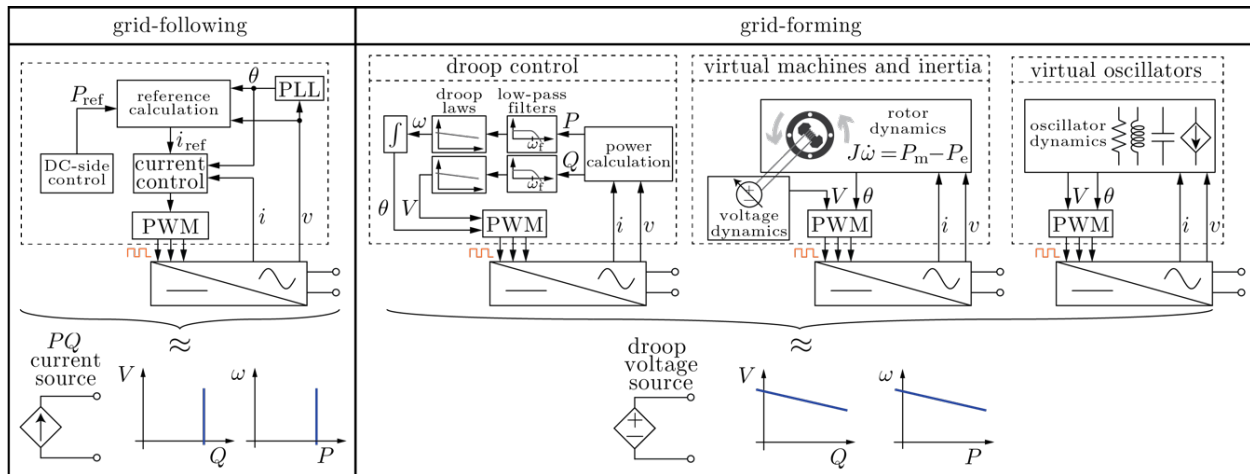 grid-following
grid-forming
θ
PLL
P_ref
reference
calculation
i_ref
DC-side
control
current
control
PWM
i
v
≈
PQ
current
source
V
Q
ω
P
droop control
droop
laws
low-pass
filters
∫
ω
ω_f
P
ω_f
Q
power
calculation
θ
V
PWM
i
v
virtual machines and inertia
rotor
dynamics
Jω̇ = P_m − P_e
voltage
dynamics
V
θ
PWM
i
v
virtual oscillators
oscillator
dynamics
V
θ
PWM
i
v
≈
droop
voltage
source
V
Q
ω
P